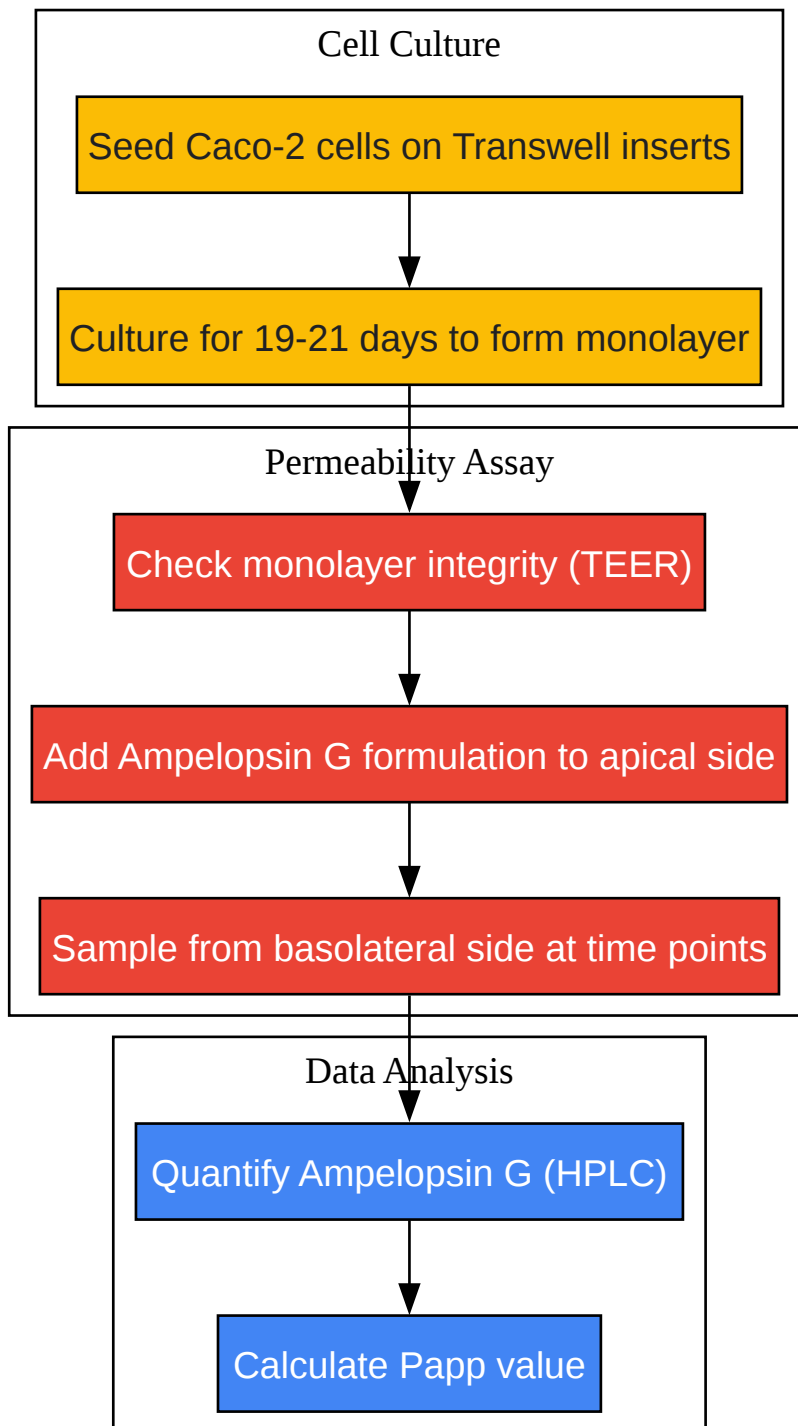 Cell Culture
Seed Caco-2 cells on Transwell inserts
Culture for 19-21 days to form monolayer
Permeability Assay
Check monolayer integrity (TEER)
Add Ampelopsin G formulation to apical side
Sample from basolateral side at time points
Data Analysis
Quantify Ampelopsin G (HPLC)
Calculate Papp value